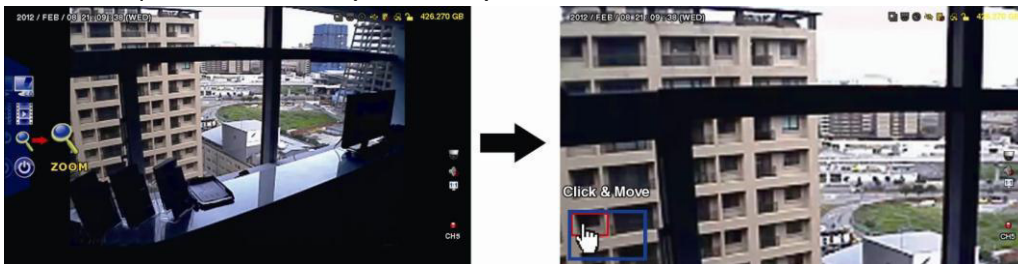 2012 / FEB / 08 21 : 09 : 38 (WED)
426.270 GB
ZOOM
CH5
2012 / FEB / 08 21 : 09 : 38 (WED)
Click & Move
CH5